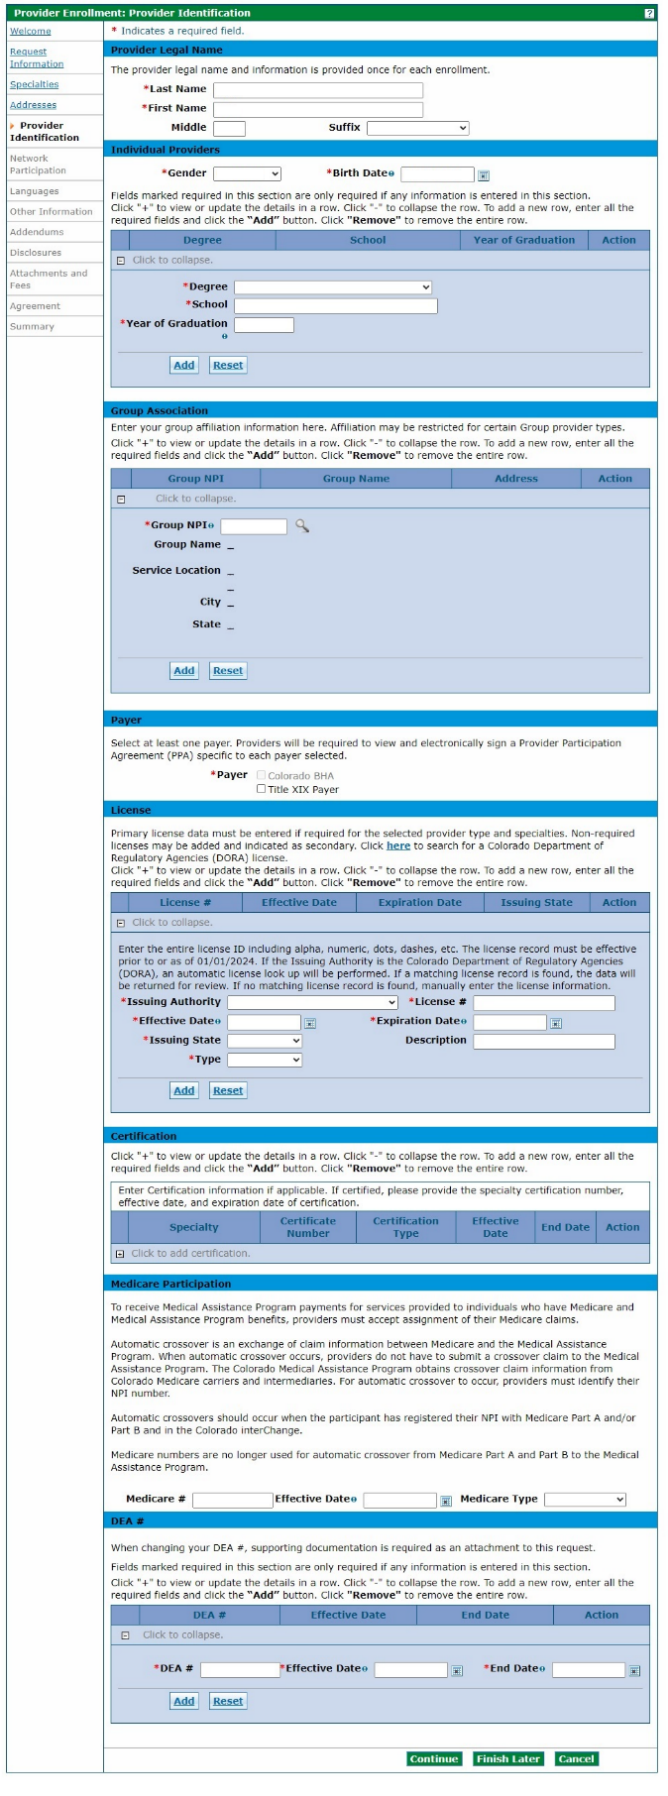 Provider Enrollment: Provider Identification
?
Welcome
Request
Information
Specialties
Addresses
Provider
Identification
Network
Participation
Languages
Other Information
Addendums
Disclosures
Attachments and
Fees
Agreement
Summary
* Indicates a required field.
Provider Legal Name
The provider legal name and information is provided once for each enrollment.
*Last Name
*First Name
Middle Suffix
Individual Providers
*Gender *Birth Date
Fields marked required in this section are only required if any information is entered in this section.
Click "+" to view or update the details in a row. Click "-" to collapse the row. To add a new row, enter all the
required fields and click the "Add" button. Click "Remove" to remove the entire row.
Degree School Year of Graduation Action
Click to collapse.
*Degree
*School
*Year of Graduation
Add Reset
Group Association
Enter your group affiliation information here. Affiliation may be restricted for certain Group provider types.
Click "+" to view or update the details in a row. Click "-" to collapse the row. To add a new row, enter all the
required fields and click the "Add" button. Click "Remove" to remove the entire row.
Group NPI Group Name Address Action
Click to collapse.
*Group NPI
Group Name _
Service Location _
_
City _
State _
Add Reset
Payer
Select at least one payer. Providers will be required to view and electronically sign a Provider Participation
Agreement (PPA) specific to each payer selected.
*Payer Colorado BHA
Title XIX Payer
License
Primary license data must be entered if required for the selected provider type and specialties. Non-required
licenses may be added and indicated as secondary. Click here to search for a Colorado Department of
Regulatory Agencies (DORA) license.
Click "+" to view or update the details in a row. Click "-" to collapse the row. To add a new row, enter all the
required fields and click the "Add" button. Click "Remove" to remove the entire row.
License # Effective Date Expiration Date Issuing State Action
Click to collapse.
Enter the entire license ID including alpha, numeric, dots, dashes, etc. The license record must be effective
prior to or as of 01/01/2024. If the Issuing Authority is the Colorado Department of Regulatory Agencies
(DORA), an automatic license look up will be performed. If a matching license record is found, the data will
be returned for review. If no matching license record is found, manually enter the license information.
*Issuing Authority *License #
*Effective Date *Expiration Date
*Issuing State Description
*Type
Add Reset
Certification
Click "+" to view or update the details in a row. Click "-" to collapse the row. To add a new row, enter all the
required fields and click the "Add" button. Click "Remove" to remove the entire row.
Enter Certification information if applicable. If certified, please provide the specialty certification number,
effective date, and expiration date of certification.
Specialty Certificate Number Certification Type Effective Date End Date Action
Click to add certification.
Medicare Participation
To receive Medical Assistance Program payments for services provided to individuals who have Medicare and
Medical Assistance Program benefits, providers must accept assignment of their Medicare claims.
Automatic crossover is an exchange of claim information between Medicare and the Medical Assistance
Program. When automatic crossover occurs, providers do not have to submit a crossover claim to the Medical
Assistance Program. The Colorado Medical Assistance Program obtains crossover claim information from
Colorado Medicare carriers and intermediaries. For automatic crossover to occur, providers must identify their
NPI number.
Automatic crossovers should occur when the participant has registered their NPI with Medicare Part A and/or
Part B and in the Colorado interChange.
Medicare numbers are no longer used for automatic crossover from Medicare Part A and Part B to the Medical
Assistance Program.
Medicare # Effective Date Medicare Type
DEA #
When changing your DEA #, supporting documentation is required as an attachment to this request.
Fields marked required in this section are only required if any information is entered in this section.
Click "+" to view or update the details in a row. Click "-" to collapse the row. To add a new row, enter all the
required fields and click the "Add" button. Click "Remove" to remove the entire row.
DEA # Effective Date End Date Action
Click to collapse.
*DEA # *Effective Date *End Date
Add Reset
Continue Finish Later Cancel